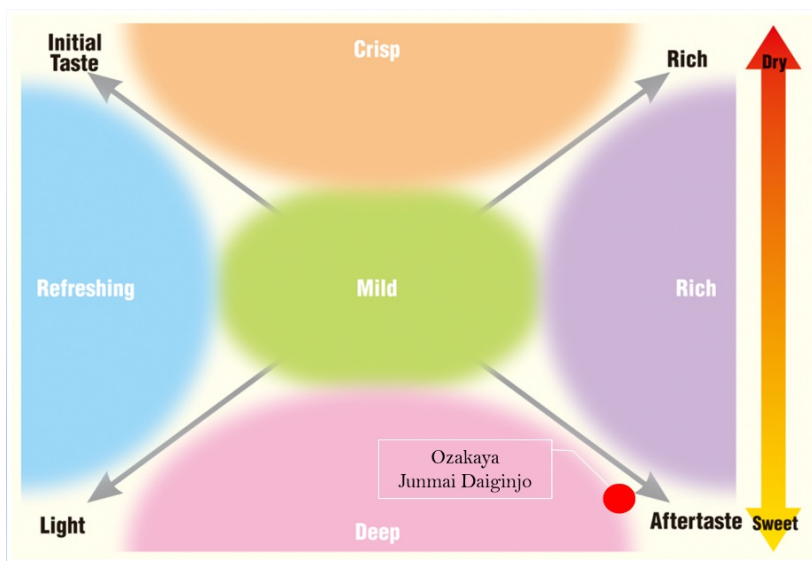 Initial
Taste
Crisp
Rich
Dry
Refreshing
Mild
Rich
Ozakaya
Junmai Daiginjo
Light
Deep
Aftertaste
Sweet